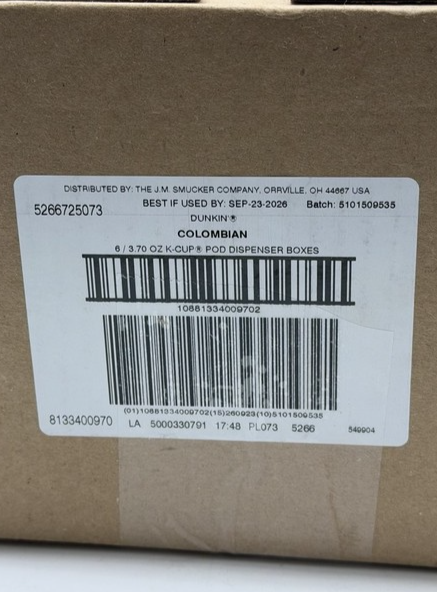 DISTRIBUTED BY: THE J.M. SMUCKER COMPANY, ORRVILLE, OH 44667 USA
5266725073 BEST IF USED BY: SEP-23-2026 Batch: 5101509535
DUNKIN'®
COLOMBIAN
6 / 3.70 OZ K-CUP® POD DISPENSER BOXES
10881334009702
(01)10881334009702(15)260923(10)5101509535
8133400970 LA 5000330791 17:48 PL073 5266 549904